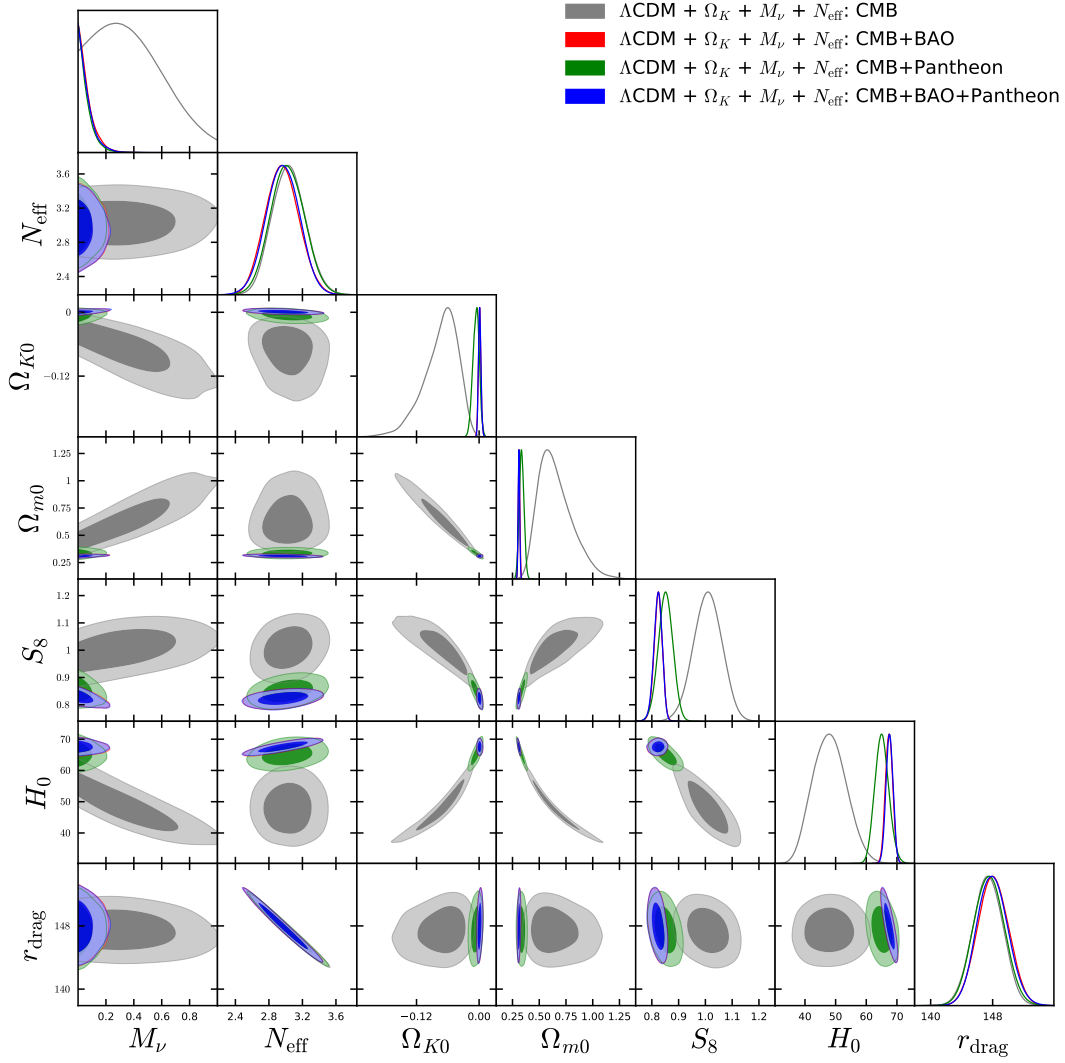 ΛCDM + Ω_K + M_ν + N_eff: CMB
ΛCDM + Ω_K + M_ν + N_eff: CMB+BAO
ΛCDM + Ω_K + M_ν + N_eff: CMB+Pantheon
ΛCDM + Ω_K + M_ν + N_eff: CMB+BAO+Pantheon
N_eff
3.6
3.2
2.8
2.4
Ω_K0
0
−0.12
Ω_m0
1.25
1
0.75
0.5
0.25
S_8
1.2
1.1
1
0.9
0.8
H_0
70
60
50
40
r_drag
148
140
0.2 0.4 0.6 0.8
2.4 3.0 3.6
−0.12 0.00
0.25 0.50 0.75 1.00 1.25
0.8 0.9 1.0 1.1 1.2
40 50 60 70
140 148
M_ν
N_eff
Ω_K0
Ω_m0
S_8
H_0
r_drag